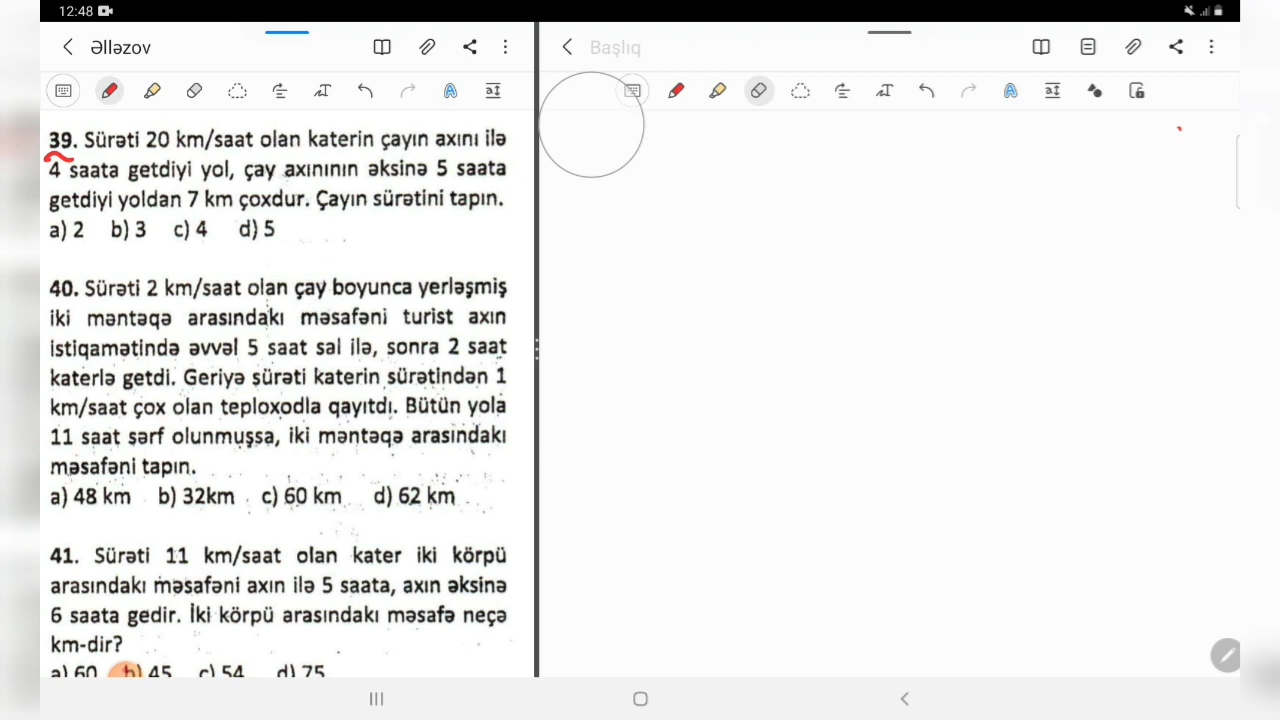 12:48
Əlləzov
Başlıq
39. Sürəti 20 km/saat olan katerin çayın axını ilə
4 saata getdiyi yol, çay axınının əksinə 5 saata
getdiyi yoldan 7 km çoxdur. Çayın sürətini tapın.
a) 2 b) 3 c) 4 d) 5
40. Sürəti 2 km/saat olan çay boyunca yerləşmiş
iki məntəqə arasındakı məsafəni turist axın
istiqamətində əvvəl 5 saat sal ilə, sonra 2 saat
katerlə getdi. Geriyə sürəti katerin sürətindən 1
km/saat çox olan teploxodla qayıtdı. Bütün yola
11 saat sərf olunmuşsa, iki məntəqə arasındakı
məsafəni tapın.
a) 48 km b) 32km c) 60 km d) 62 km
41. Sürəti 11 km/saat olan kater iki körpü
arasındakı məsafəni axın ilə 5 saata, axın əksinə
6 saata gedir. İki körpü arasındakı məsafə neçə
km-dir?
a) 60 b) 45 c) 54 d) 75